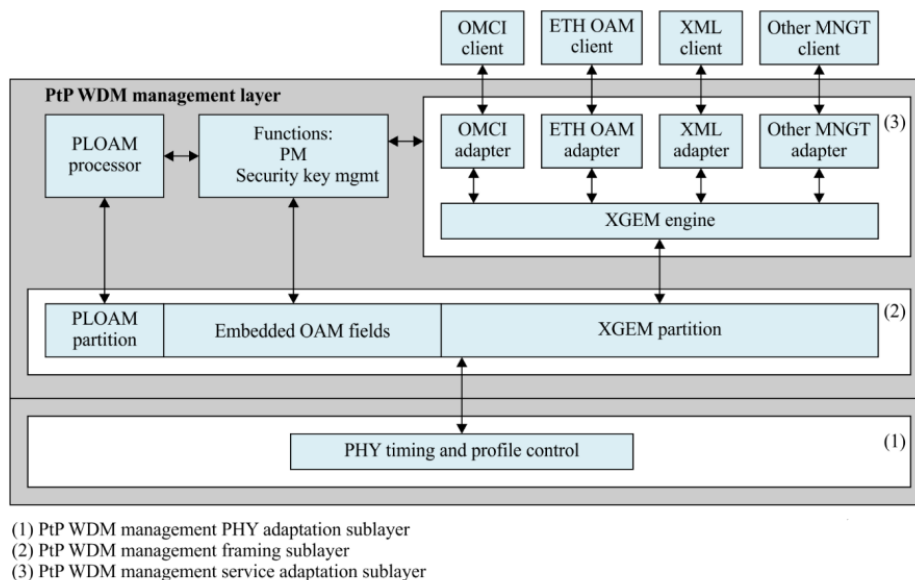 OMCI
client
ETH OAM
client
XML
client
Other MNGT
client
PtP WDM management layer
(3)
PLOAM
processor
Functions:
PM
Security key mgmt
OMCI
adapter
ETH OAM
adapter
XML
adapter
Other MNGT
adapter
XGEM engine
(2)
PLOAM
partition
Embedded OAM fields
XGEM partition
(1)
PHY timing and profile control
(1) PtP WDM management PHY adaptation sublayer
(2) PtP WDM management framing sublayer
(3) PtP WDM management service adaptation sublayer